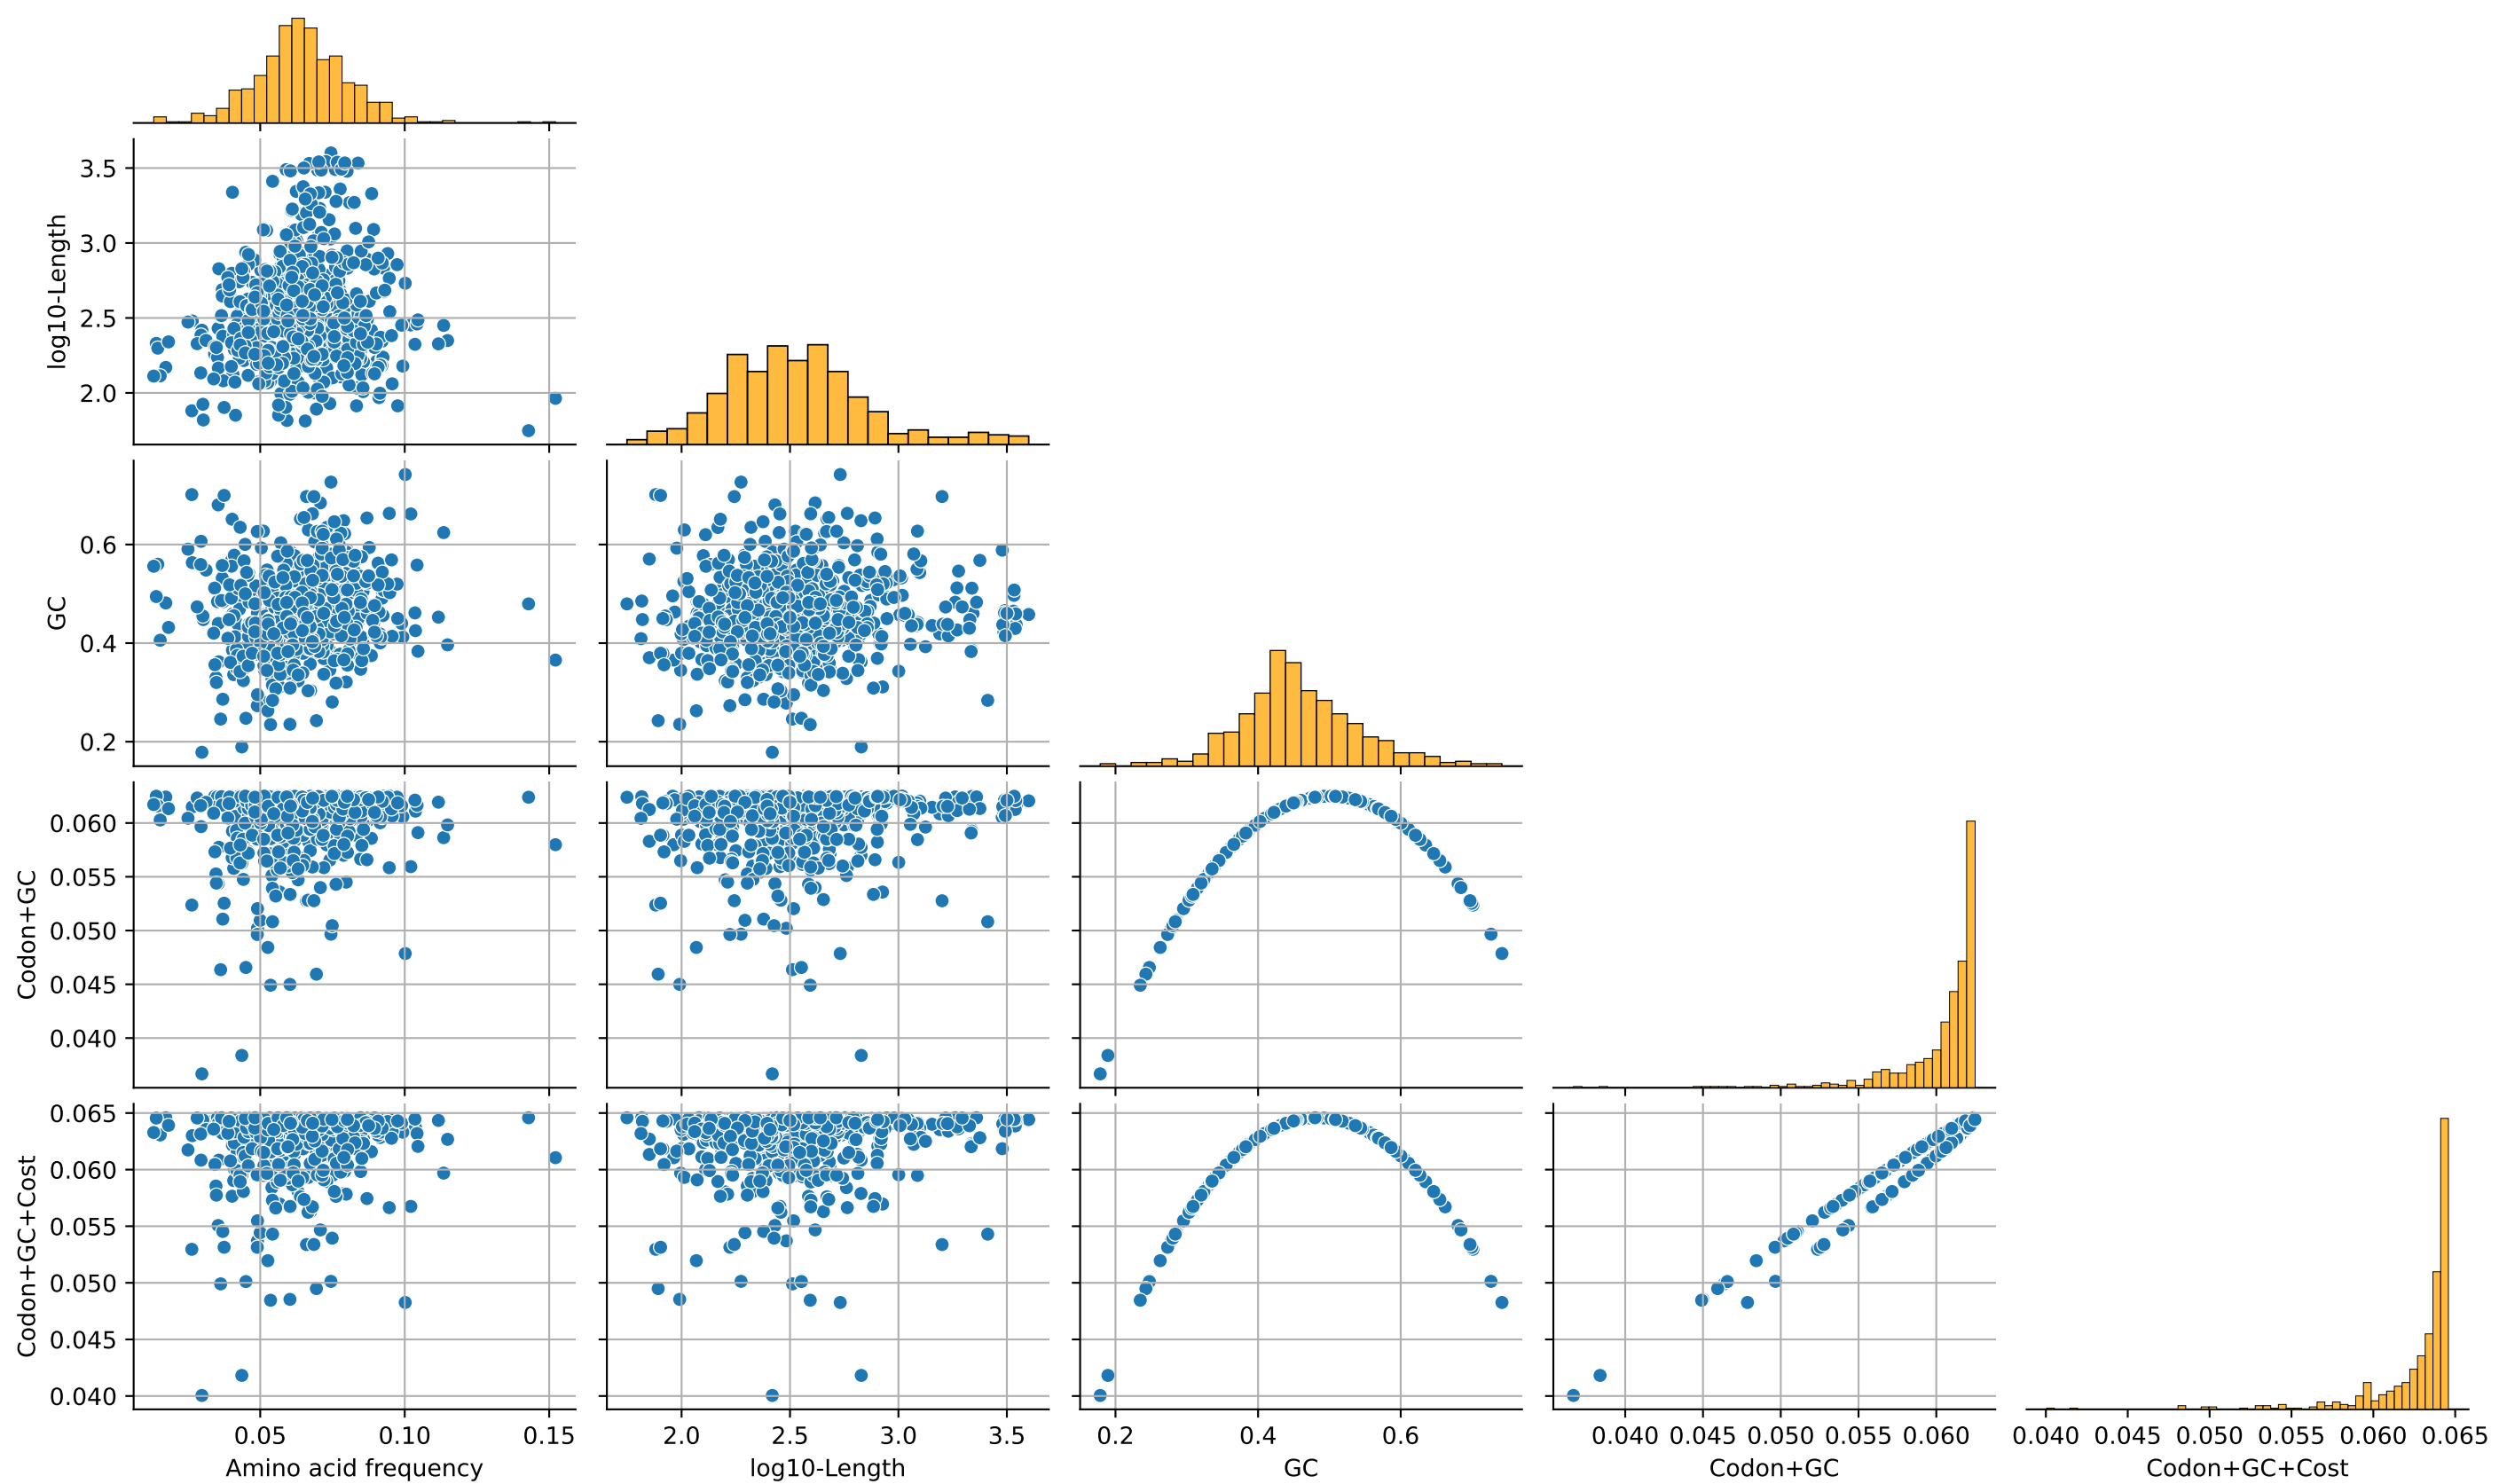 3.5
3.0
2.5
2.0
log10-Length
0.6
0.4
0.2
GC
0.060
0.055
0.050
0.045
0.040
Codon+GC
0.065
0.060
0.055
0.050
0.045
0.040
Codon+GC+Cost
0.05 0.10 0.15
Amino acid frequency
2.0 2.5 3.0 3.5
log10-Length
0.2 0.4 0.6
GC
0.040 0.045 0.050 0.055 0.060
Codon+GC
0.040 0.045 0.050 0.055 0.060 0.065
Codon+GC+Cost